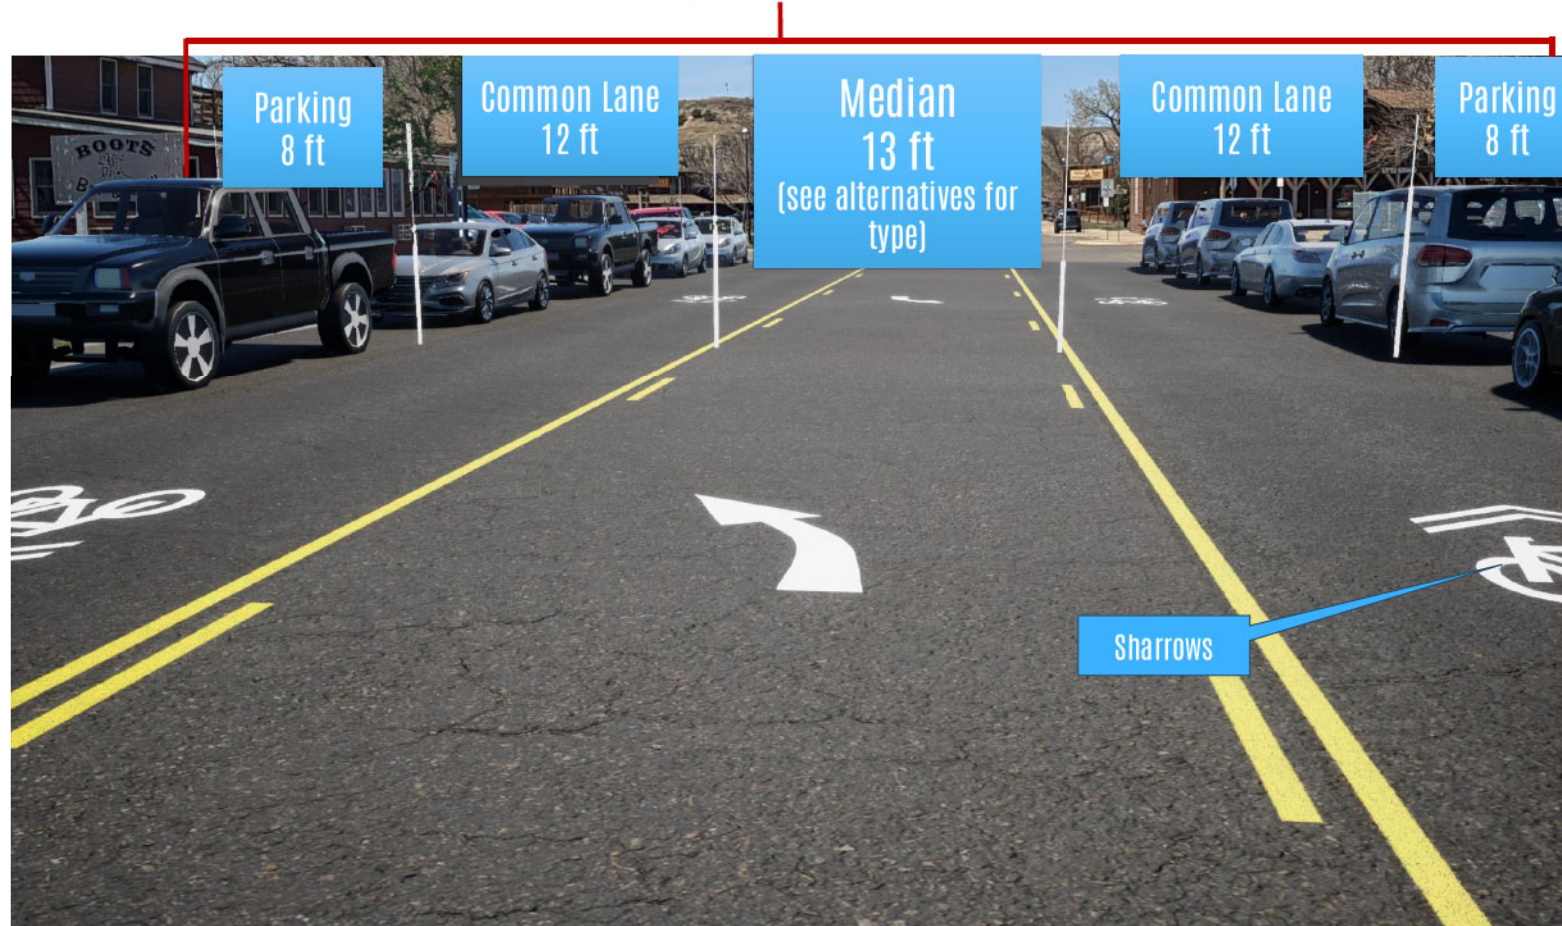 Parking
8 ft
Common Lane
12 ft
Median
13 ft
(see alternatives for
type)
Common Lane
12 ft
Parking
8 ft
BOOTS
Sharrows